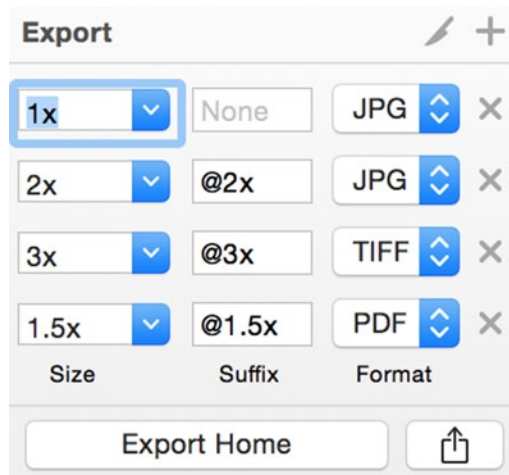 Export
1x None JPG
2x @2x JPG
3x @3x TIFF
1.5x @1.5x PDF
Size Suffix Format
Export Home